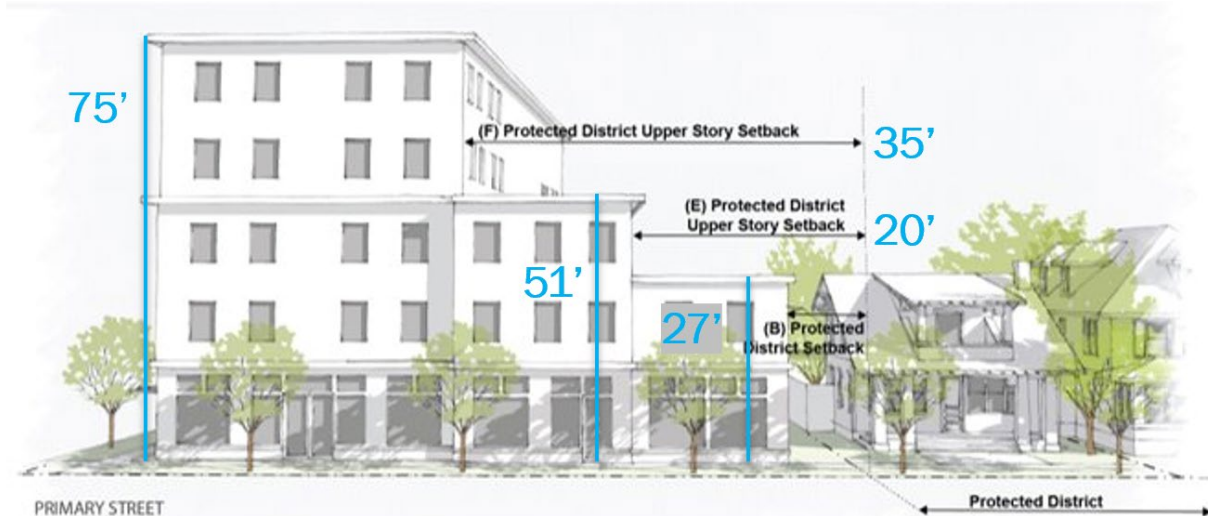 75’
(F) Protected District Upper Story Setback
35’
(E) Protected District
Upper Story Setback
20’
51’
27’
(B) Protected
District Setback
PRIMARY STREET
Protected District